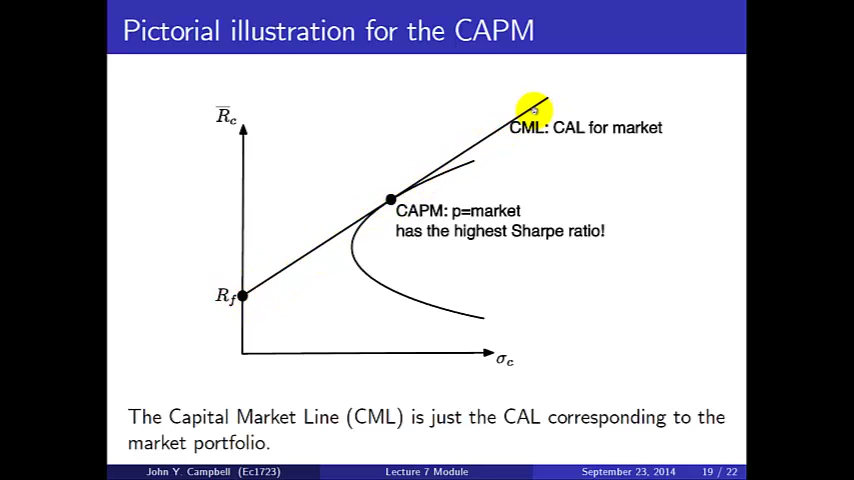 Pictorial illustration for the CAPM
R̅c
CML: CAL for market
CAPM: p=market
has the highest Sharpe ratio!
Rf
σc
The Capital Market Line (CML) is just the CAL corresponding to the
market portfolio.
John Y. Campbell (Ec1723) Lecture 7 Module September 23, 2014 19 / 22